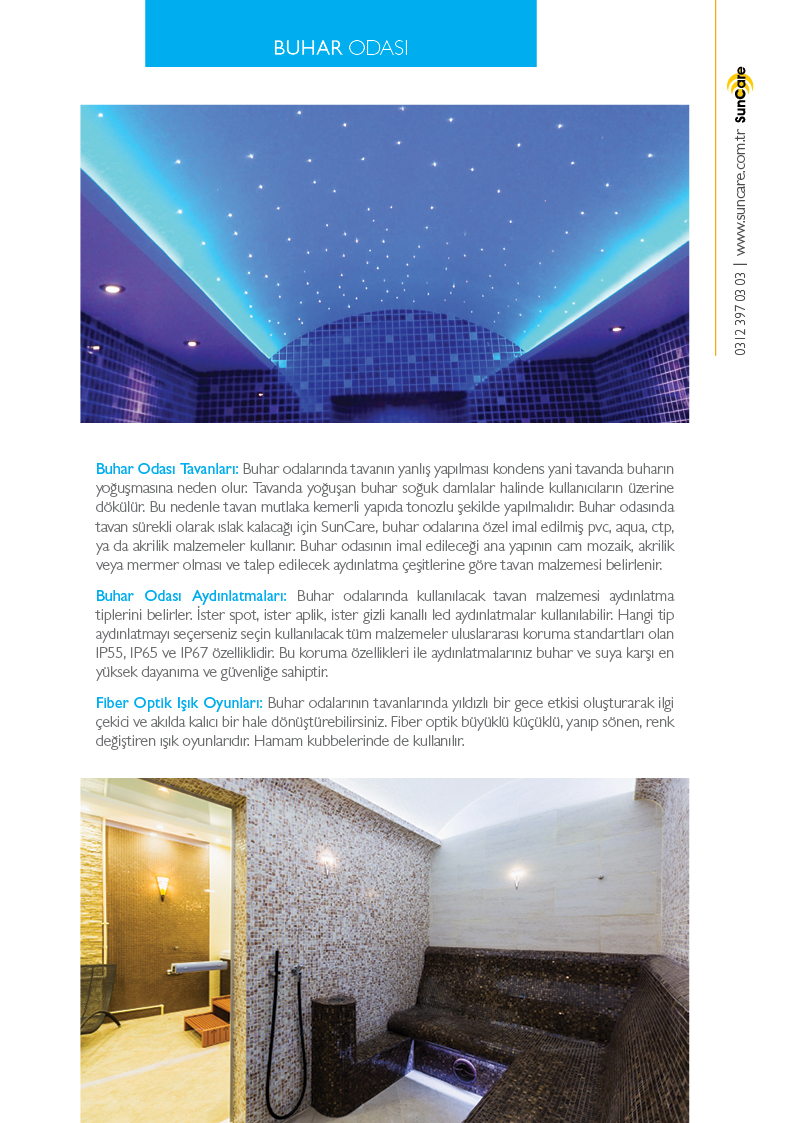 BUHAR ODASI
0312 397 03 03 | www.suncare.com.tr SunCare
Buhar Odası Tavanları: Buhar odalarında tavanın yanlış yapılması kondens yani tavanda buharın
yoğuşmasına neden olur. Tavanda yoğuşan buhar soğuk damlalar halinde kullanıcıların üzerine
dökülür. Bu nedenle tavan mutlaka kemerli yapıda tonozlu şekilde yapılmalıdır. Buhar odasında
tavan sürekli olarak ıslak kalacağı için SunCare, buhar odalarına özel imal edilmiş pvc, aqua, ctp,
ya da akrilik malzemeler kullanır. Buhar odasının imal edileceği ana yapının cam mozaik, akrilik
veya mermer olması ve talep edilecek aydınlatma çeşitlerine göre tavan malzemesi belirlenir.
Buhar Odası Aydınlatmaları: Buhar odalarında kullanılacak tavan malzemesi aydınlatma
tiplerini belirler. İster spot, ister aplik, ister gizli kanallı led aydınlatmalar kullanılabilir. Hangi tip
aydınlatmayı seçerseniz seçin kullanılacak tüm malzemeler uluslararası koruma standartları olan
IP55, IP65 ve IP67 özelliklidir. Bu koruma özellikleri ile aydınlatmalarınız buhar ve suya karşı en
yüksek dayanıma ve güvenliğe sahiptir.
Fiber Optik Işık Oyunları: Buhar odalarının tavanlarında yıldızlı bir gece etkisi oluşturarak ilgi
çekici ve akılda kalıcı bir hale dönüştürebilirsiniz. Fiber optik büyüklü küçüklü, yanıp sönen, renk
değiştiren ışık oyunlarıdır. Hamam kubbelerinde de kullanılır.